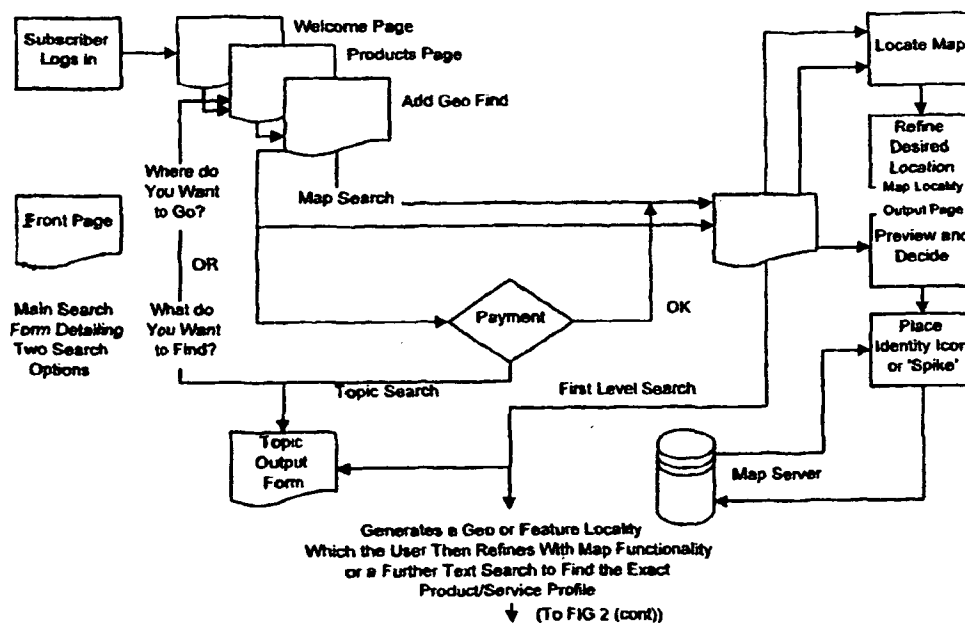 Subscriber
Logs in
Welcome Page
Products Page
Add Geo Find
Locate Map
Refine
Desired
Location
Map Locality
Where do
You Want
to Go?
Map Search
Front Page
Output Page
Preview and
Decide
OR
Main Search
Form Detailing
Two Search
Options
What do
You Want
to Find?
Payment
OK
Place
Identity Icon
or 'Spike'
Topic Search
First Level Search
Topic
Output
Form
Map Server
Generates a Geo or Feature Locality
Which the User Then Refines With Map Functionality
or a Further Text Search to Find the Exact
Product/Service Profile
(To FIG 2 (cont))